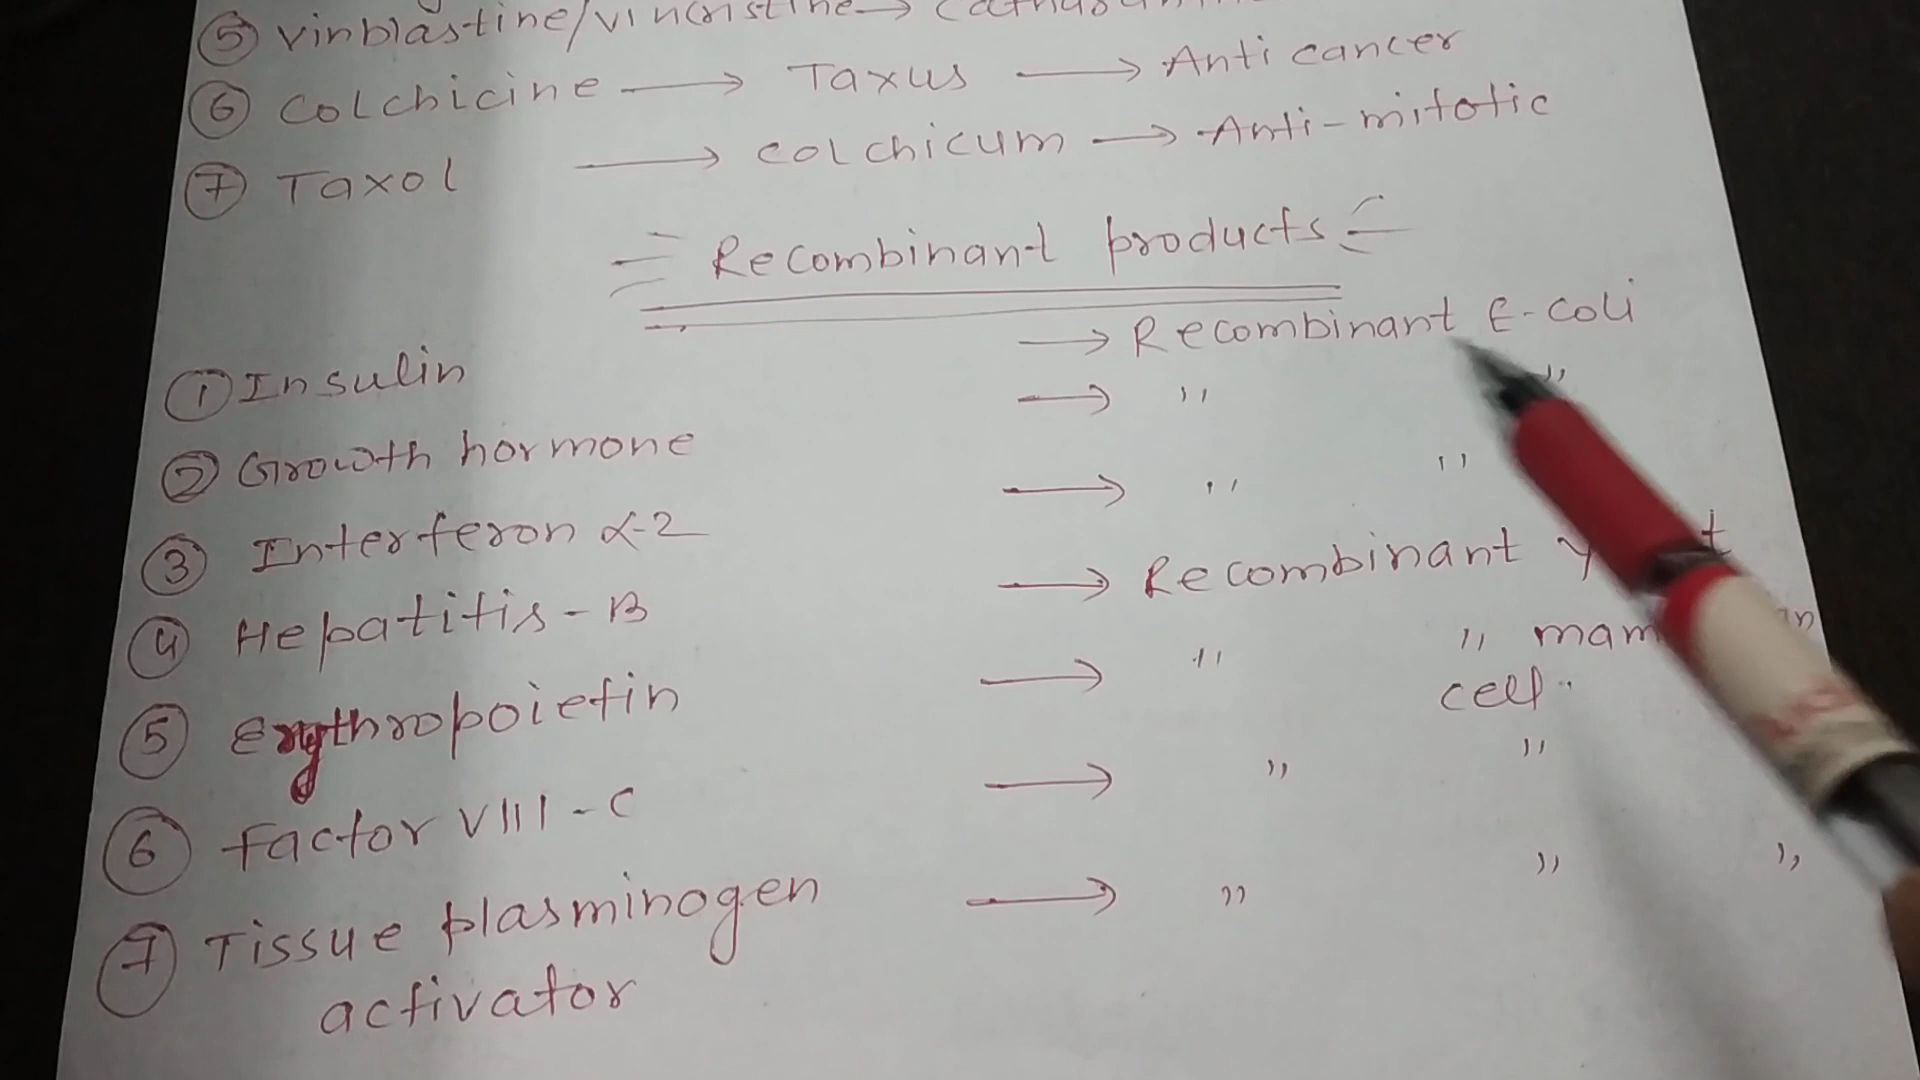 ⑤ Vinblastine/vincristine →
⑥ Colchicine → Taxus → Anti cancer
⑦ Taxol → colchicum → Anti-mitotic
Recombinant products
① Insulin → Recombinant E-coli
② Growth hormone → " "
③ Interferon α-2 → " "
④ Hepatitis-B → Recombinant
⑤ Erythropoietin → " "
cell
⑥ Factor VIII-C → " "
⑦ Tissue plasminogen → " " "
activator